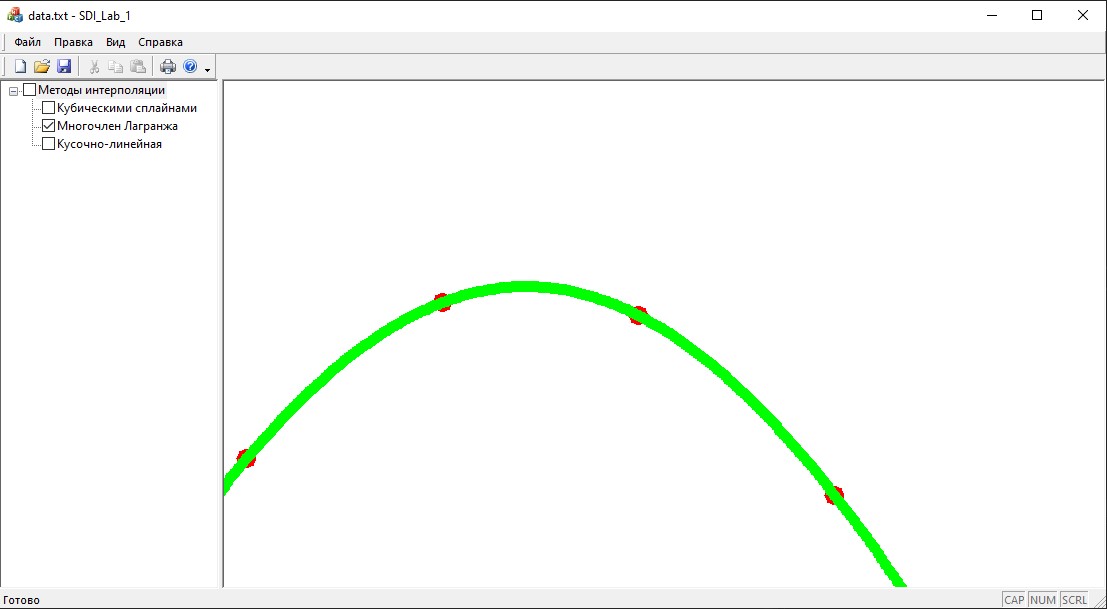 data.txt - SDI_Lab_1
Файл Правка Вид Справка
Методы интерполяции
Кубическими сплайнами
Многочлен Лагранжа
Кусочно-линейная
Готово
CAP NUM SCRL